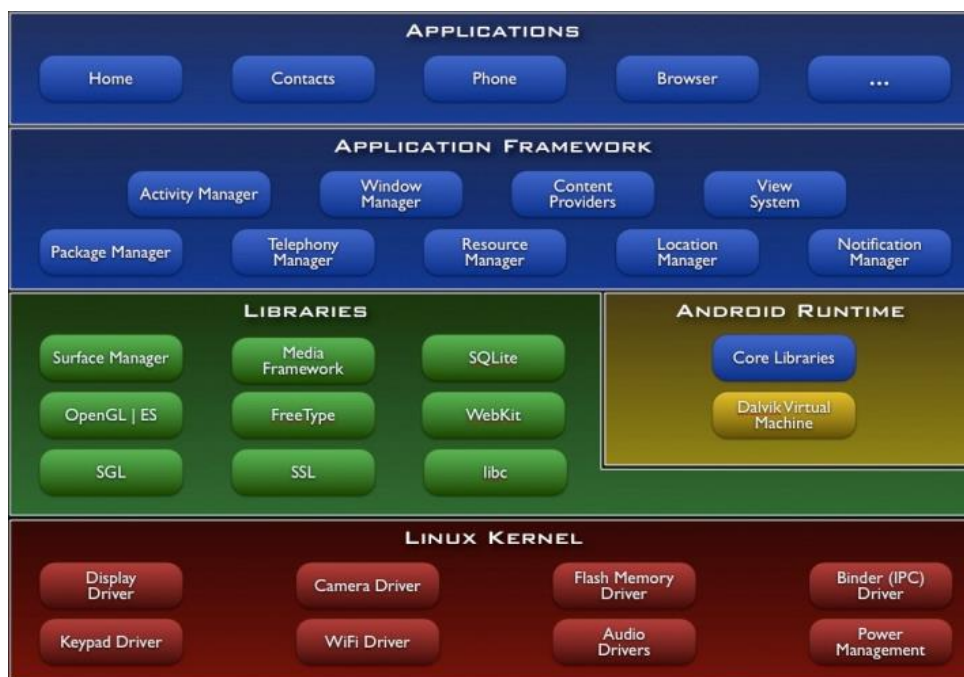 APPLICATIONS
Home
Contacts
Phone
Browser
...
APPLICATION FRAMEWORK
Activity Manager
Window
Manager
Content
Providers
View
System
Package Manager
Telephony
Manager
Resource
Manager
Location
Manager
Notification
Manager
LIBRARIES
Surface Manager
Media
Framework
SQLite
OpenGL | ES
FreeType
WebKit
SGL
SSL
libc
ANDROID RUNTIME
Core Libraries
Dalvik Virtual
Machine
LINUX KERNEL
Display
Driver
Camera Driver
Flash Memory
Driver
Binder (IPC)
Driver
Keypad Driver
WiFi Driver
Audio
Drivers
Power
Management